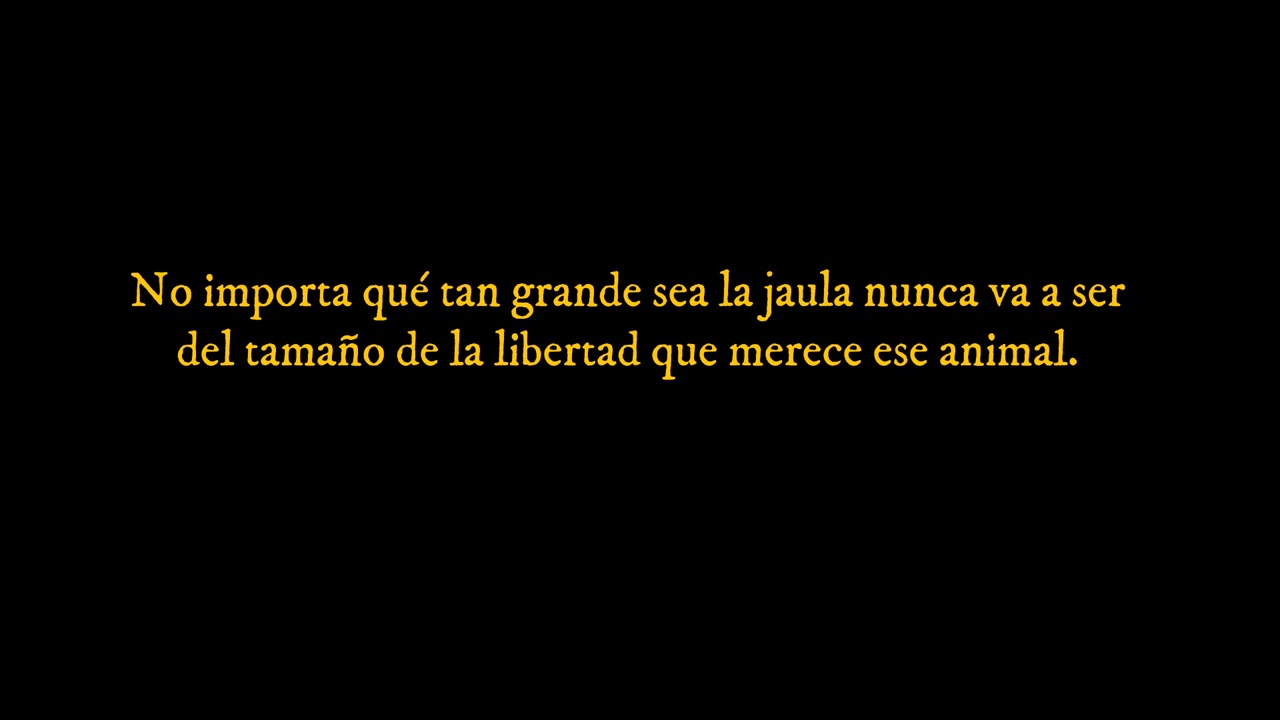 No importa qué tan grande sea la jaula nunca va a ser
del tamaño de la libertad que merece ese animal.